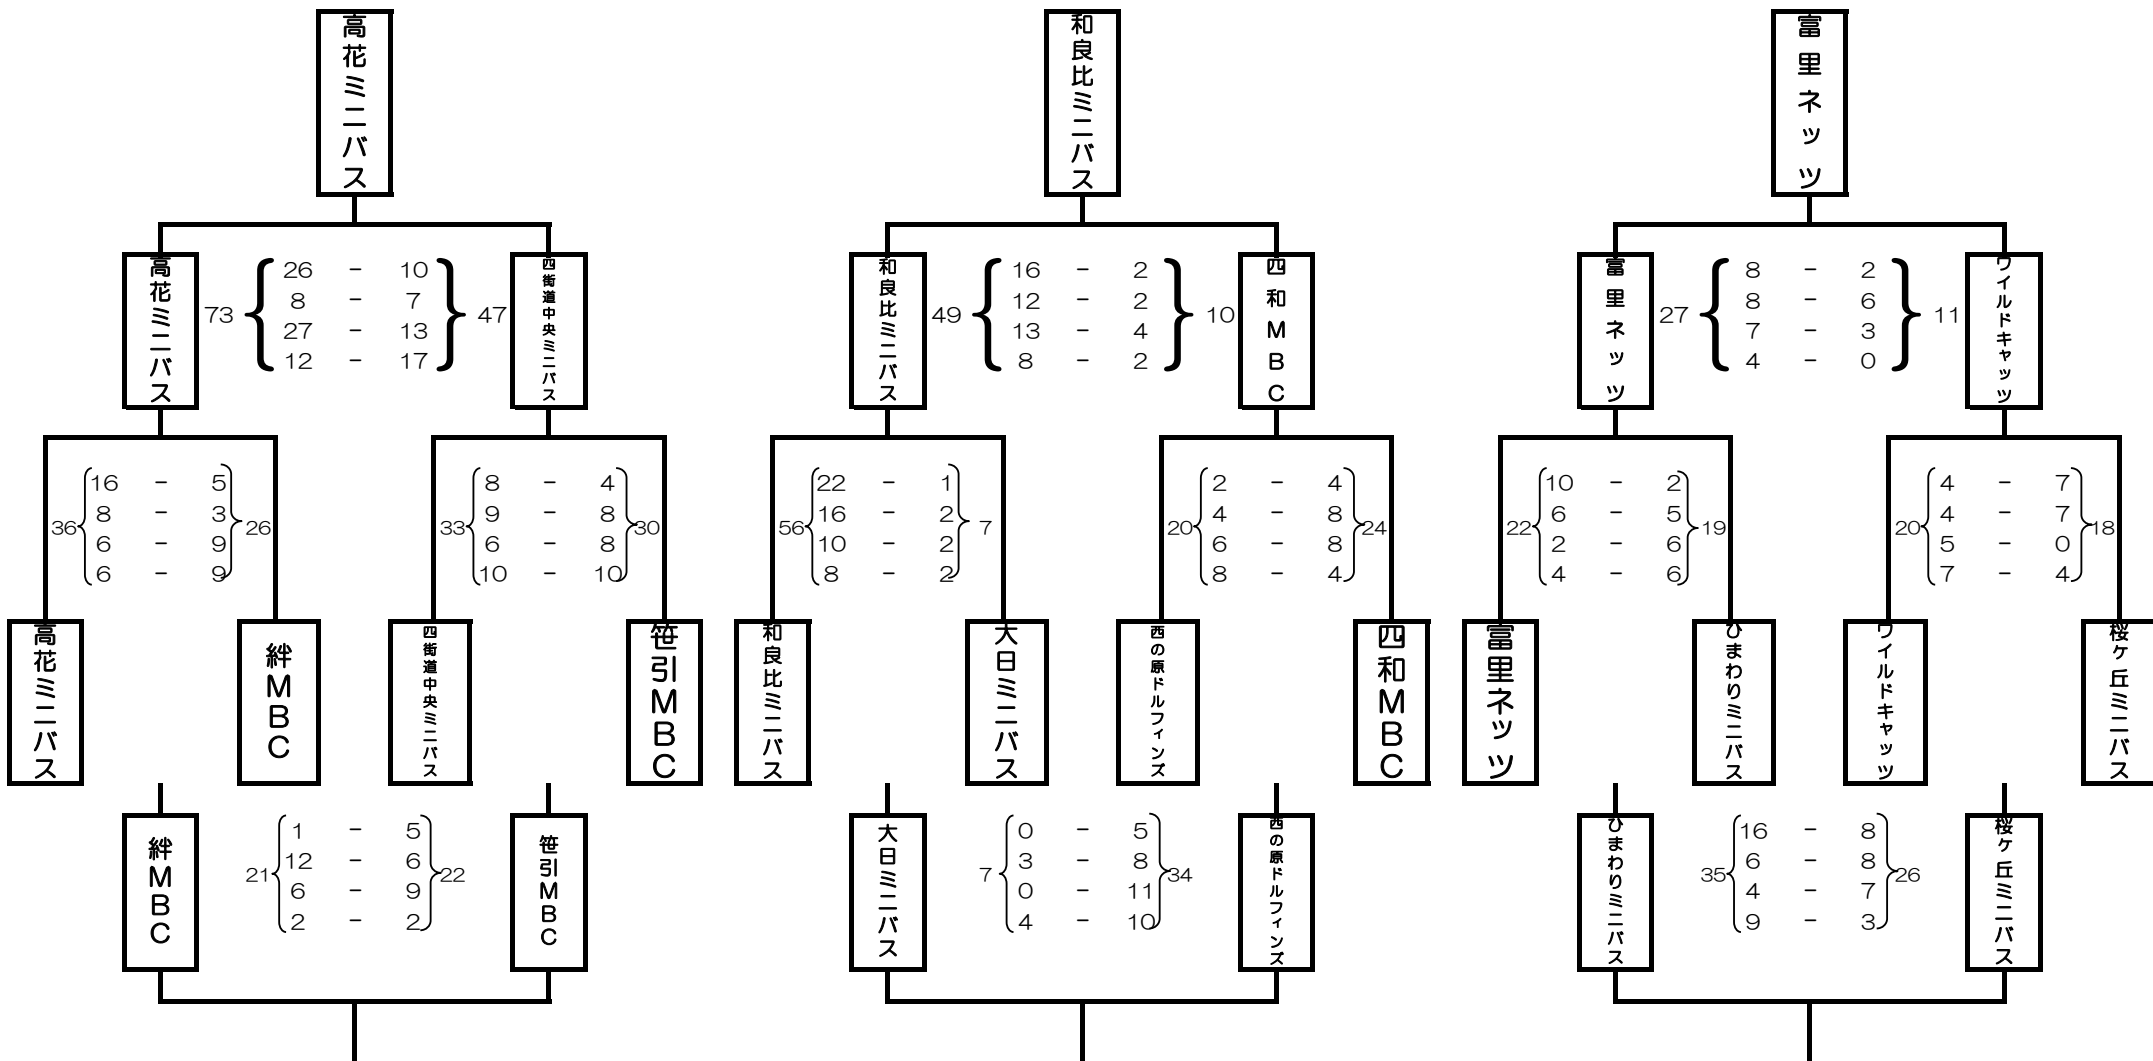 高花ミニバス
和良比ミニバス
富里ネッツ
高花ミニバス
73
26 - 10
8 - 7
27 - 13
12 - 17
47
四街道中央ミニバス
和良比ミニバス
49
16 - 2
12 - 2
13 - 4
8 - 2
10
四和MBC
富里ネッツ
27
8 - 2
8 - 6
7 - 3
4 - 0
11
ワイルドキャッツ
36
16 - 5
8 - 3
6 - 9
6 - 9
26
33
8 - 4
9 - 8
6 - 8
10 - 10
30
56
22 - 1
16 - 2
10 - 2
8 - 2
7
20
2 - 4
4 - 8
6 - 8
8 - 4
24
22
10 - 2
6 - 5
2 - 6
4 - 6
19
20
4 - 7
4 - 7
5 - 0
7 - 4
18
高花ミニバス
絆MBC
四街道中央ミニバス
笹引MBC
和良比ミニバス
大日ミニバス
西の原ドルフィンズ
四和MBC
富里ネッツ
ひまわりミニバス
ワイルドキャッツ
桜ヶ丘ミニバス
絆MBC
21
1 - 5
12 - 6
6 - 9
2 - 2
22
笹引MBC
大日ミニバス
7
0 - 5
3 - 8
0 - 11
4 - 10
34
西の原ドルフィンズ
ひまわりミニバス
35
16 - 8
6 - 8
4 - 7
9 - 3
26
桜ヶ丘ミニバス